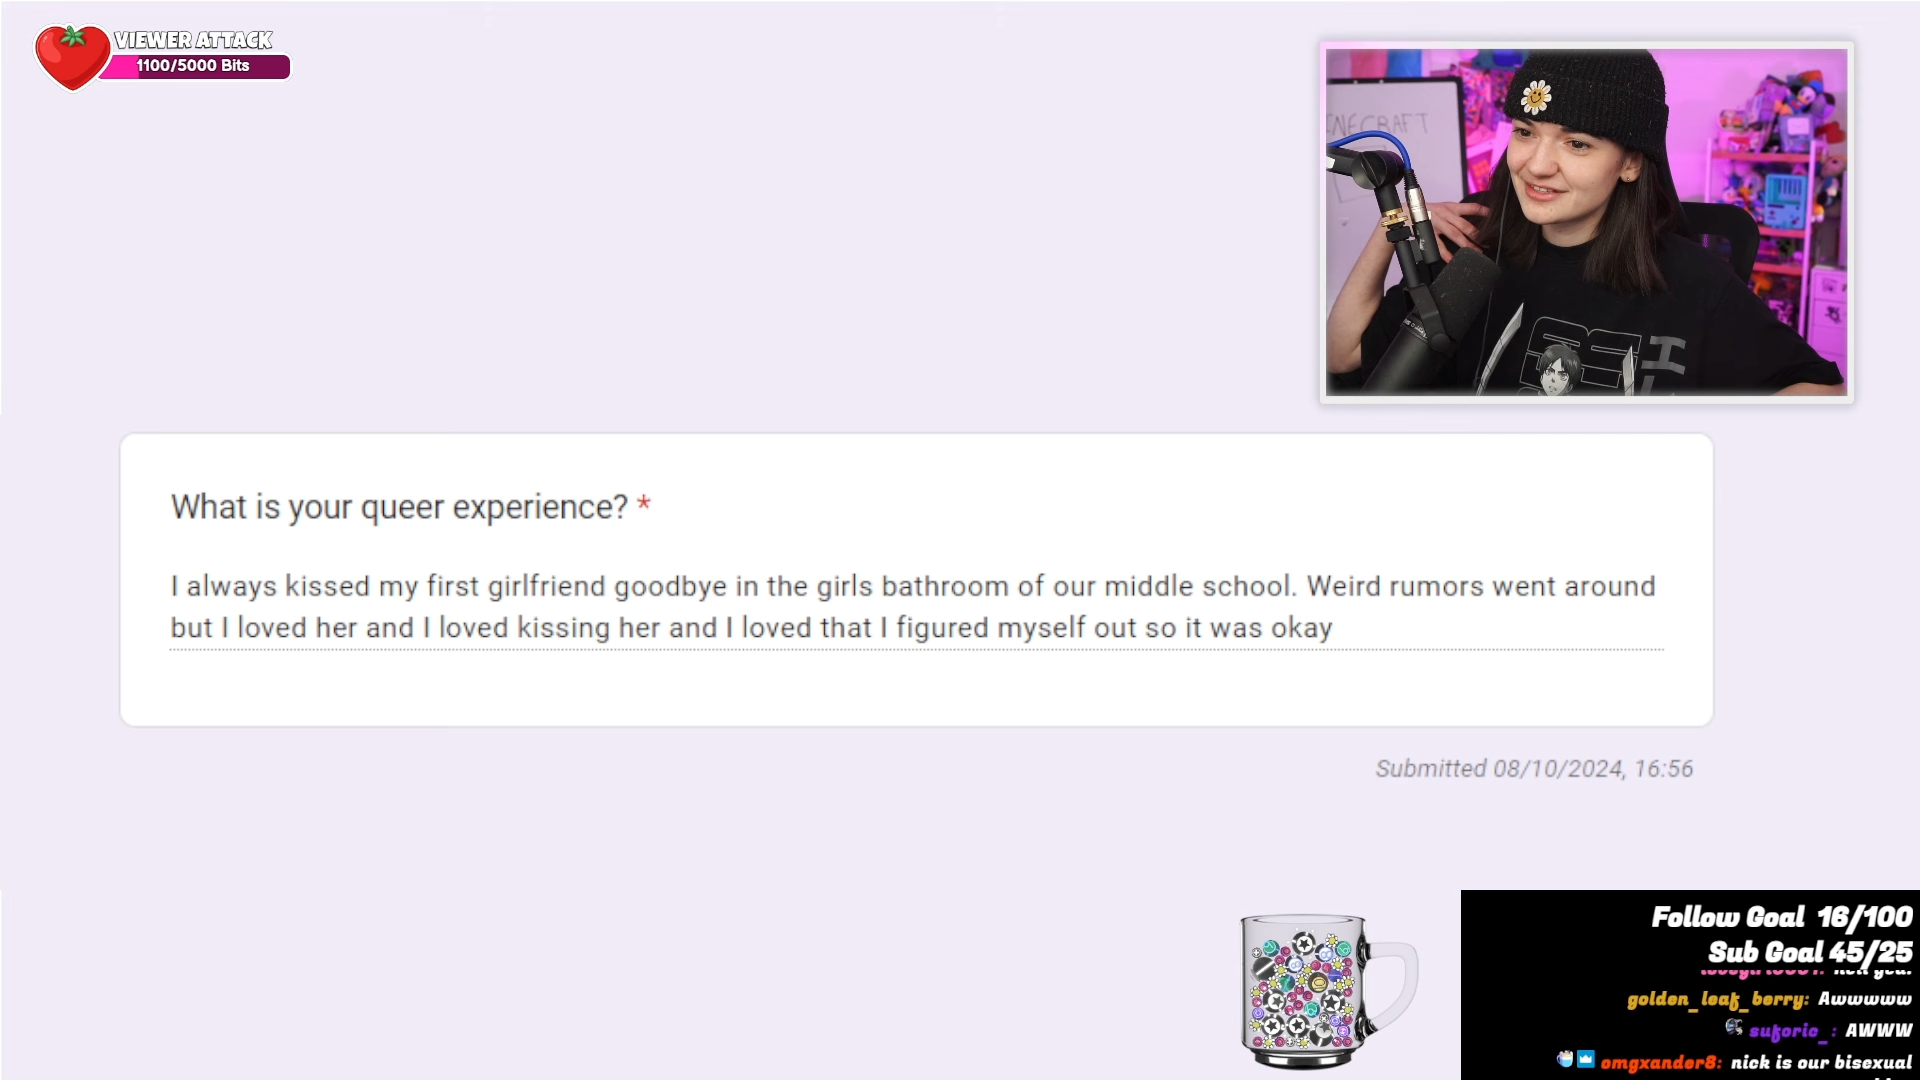 VIEWER ATTACK
1100/5000 Bits
MINECRAFT
What is your queer experience? *
I always kissed my first girlfriend goodbye in the girls bathroom of our middle school. Weird rumors went around
but I loved her and I loved kissing her and I loved that I figured myself out so it was okay
Submitted 08/10/2024, 16:56
Follow Goal 16/100
Sub Goal 45/25
golden_leaf_berry: Awwwww
suforic_: AWWW
omgxander8: nick is our bisexual